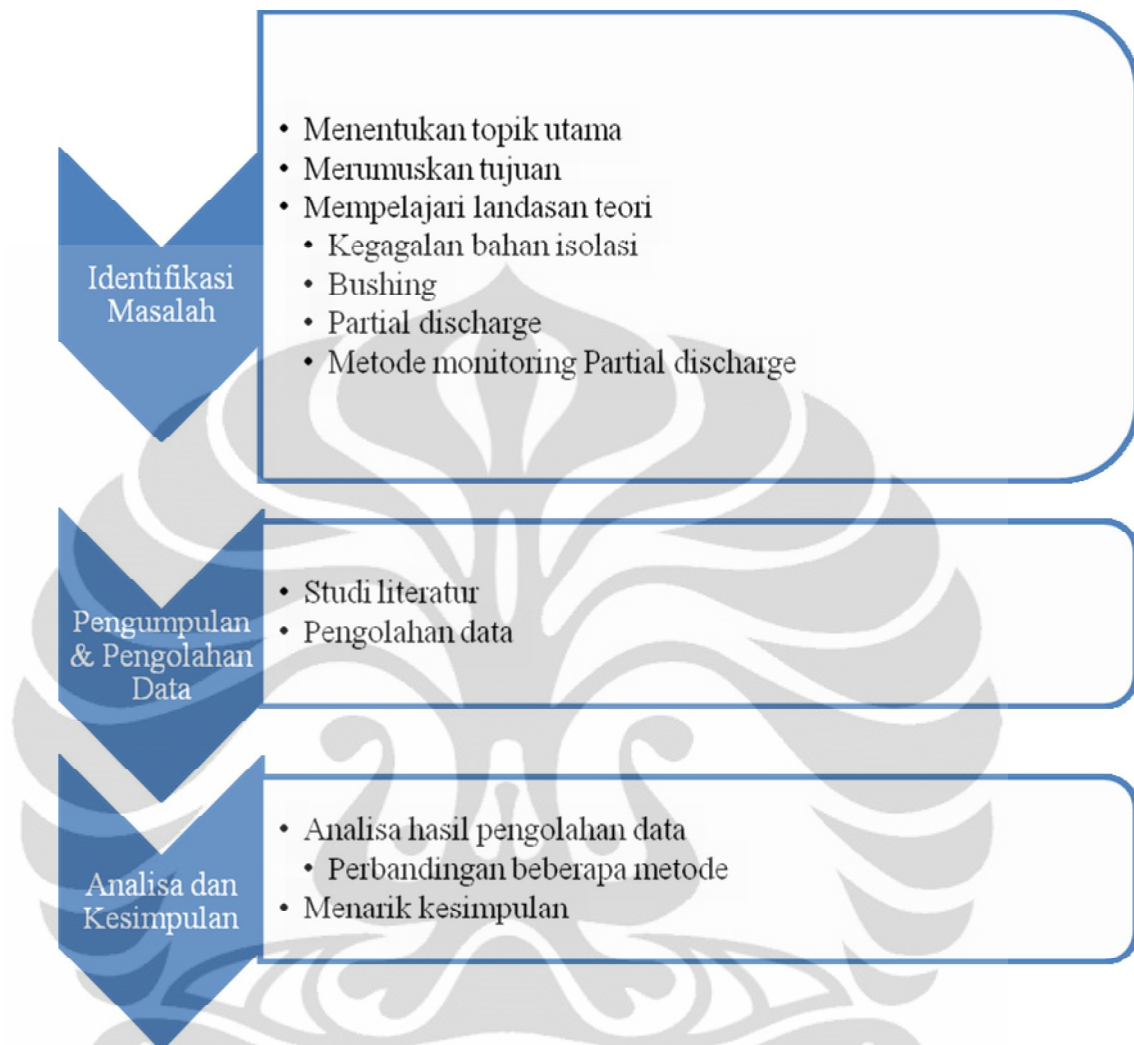 Identifikasi
Masalah
• Menentukan topik utama
• Merumuskan tujuan
• Mempelajari landasan teori
• Kegagalan bahan isolasi
• Bushing
• Partial discharge
• Metode monitoring Partial discharge
Pengumpulan
& Pengolahan
Data
• Studi literatur
• Pengolahan data
Analisa dan
Kesimpulan
• Analisa hasil pengolahan data
• Perbandingan beberapa metode
• Menarik kesimpulan